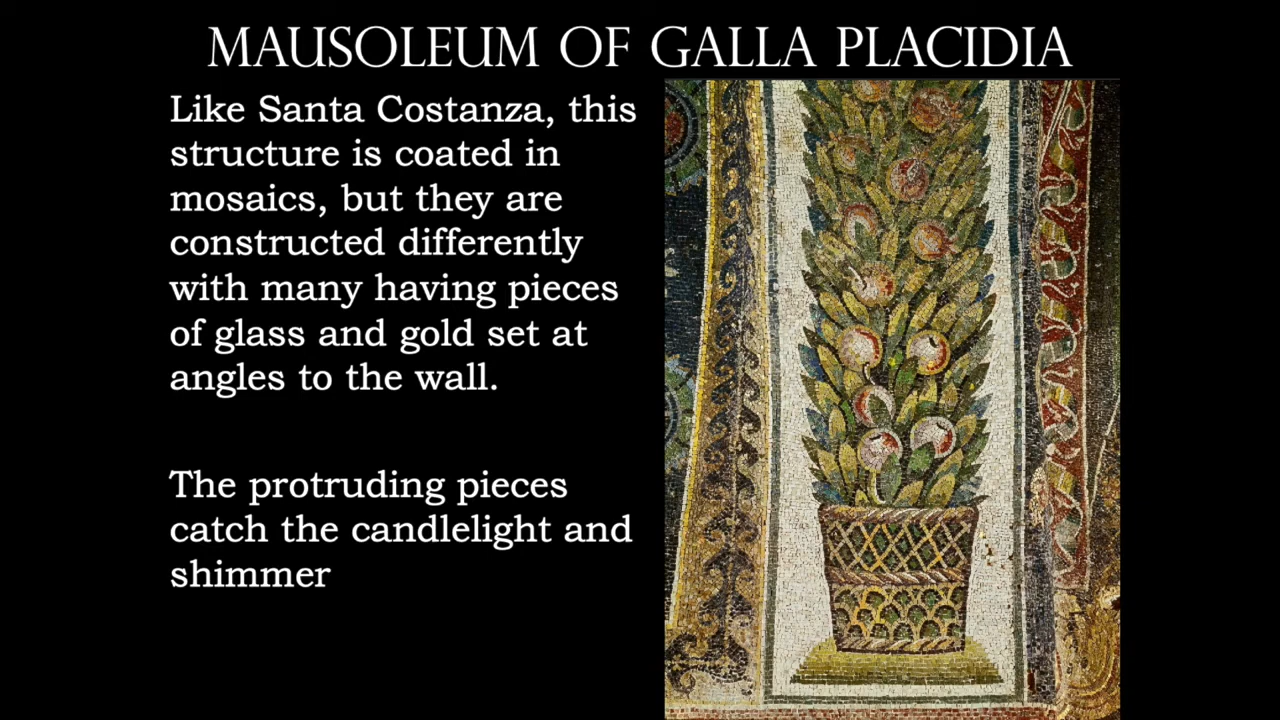 MAUSOLEUM OF GALLA PLACIDIA
Like Santa Costanza, this
structure is coated in
mosaics, but they are
constructed differently
with many having pieces
of glass and gold set at
angles to the wall.
The protruding pieces
catch the candlelight and
shimmer